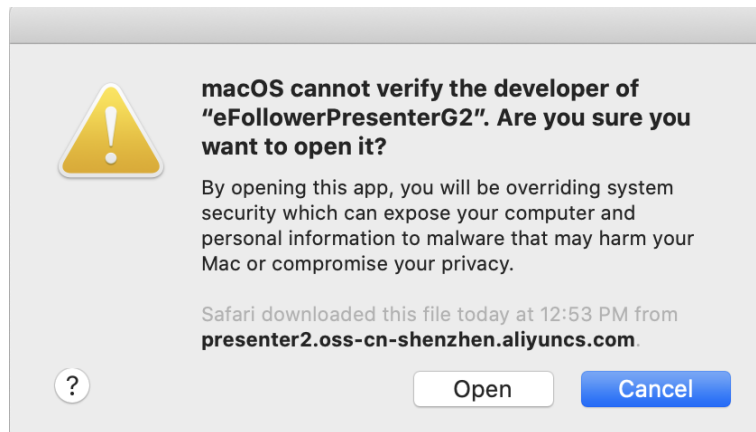 macOS cannot verify the developer of
“eFollowerPresenterG2”. Are you sure you
want to open it?
By opening this app, you will be overriding system
security which can expose your computer and
personal information to malware that may harm your
Mac or compromise your privacy.
Safari downloaded this file today at 12:53 PM from
presenter2.oss-cn-shenzhen.aliyuncs.com.
?
Open
Cancel